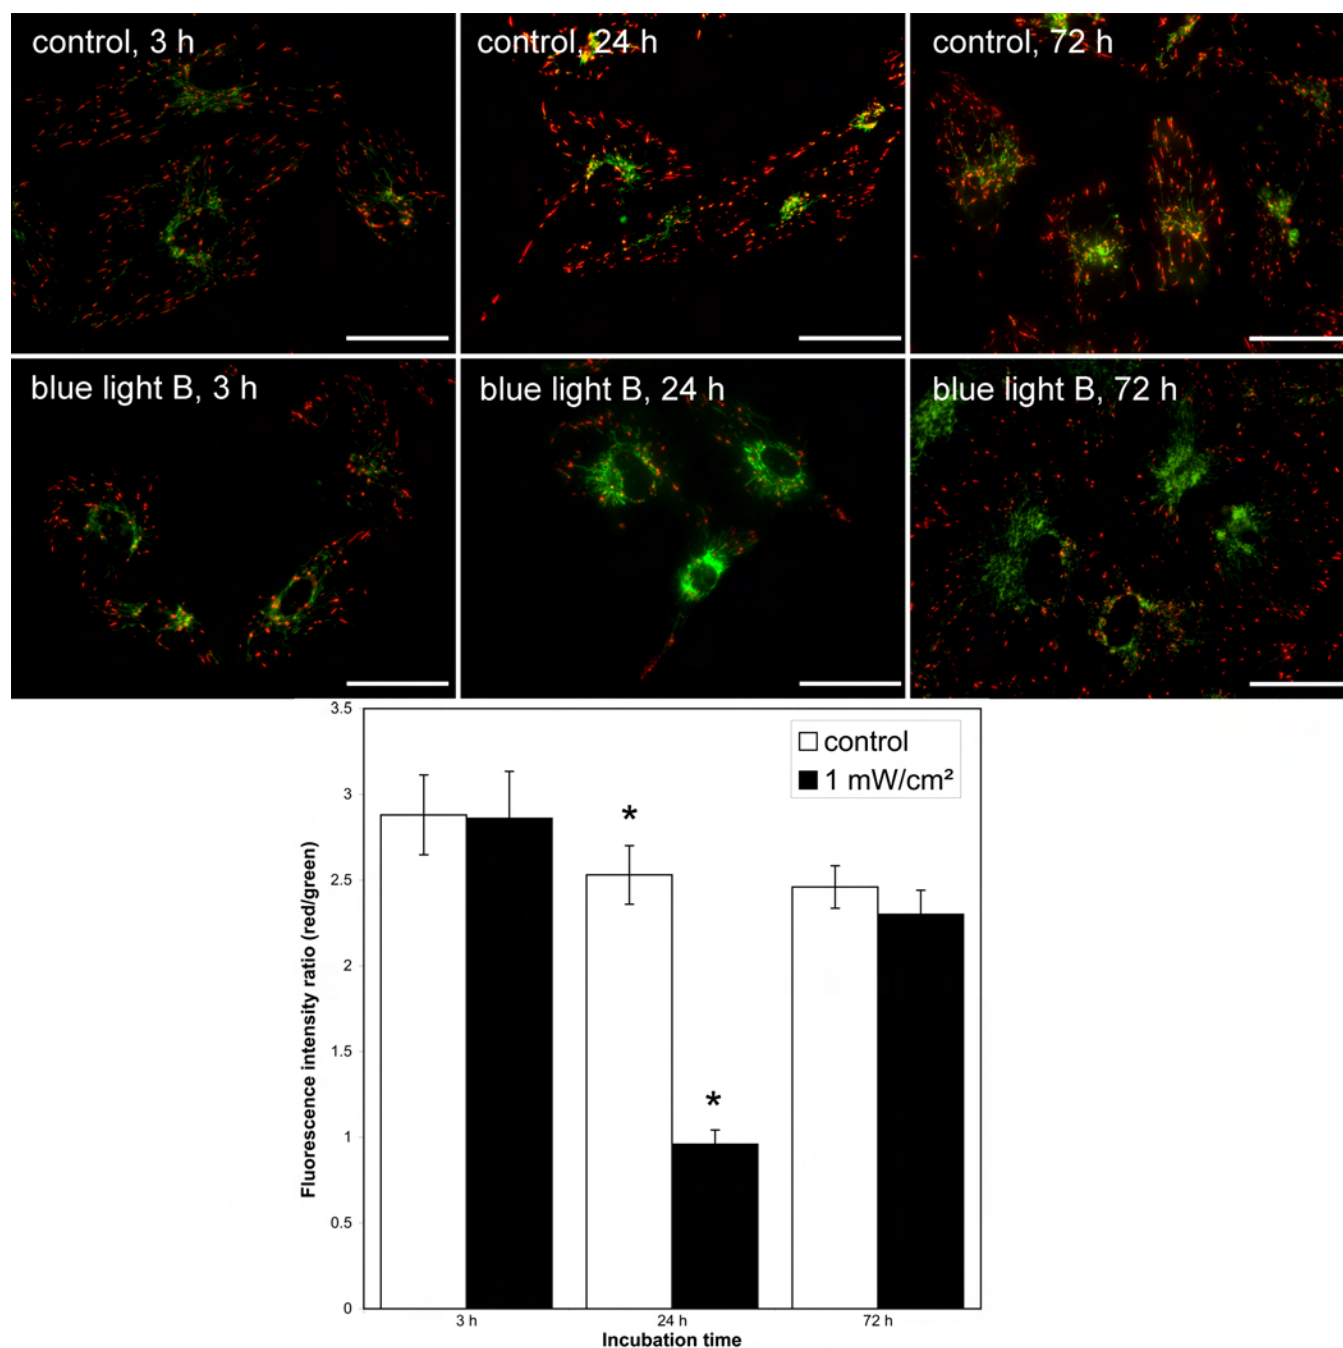 control, 3 h
control, 24 h
control, 72 h
blue light B, 3 h
blue light B, 24 h
blue light B, 72 h
Fluorescence intensity ratio (red/green)
3.5
3
2.5
2
1.5
1
0.5
0
control
1 mW/cm²
*
*
3 h
24 h
72 h
Incubation time